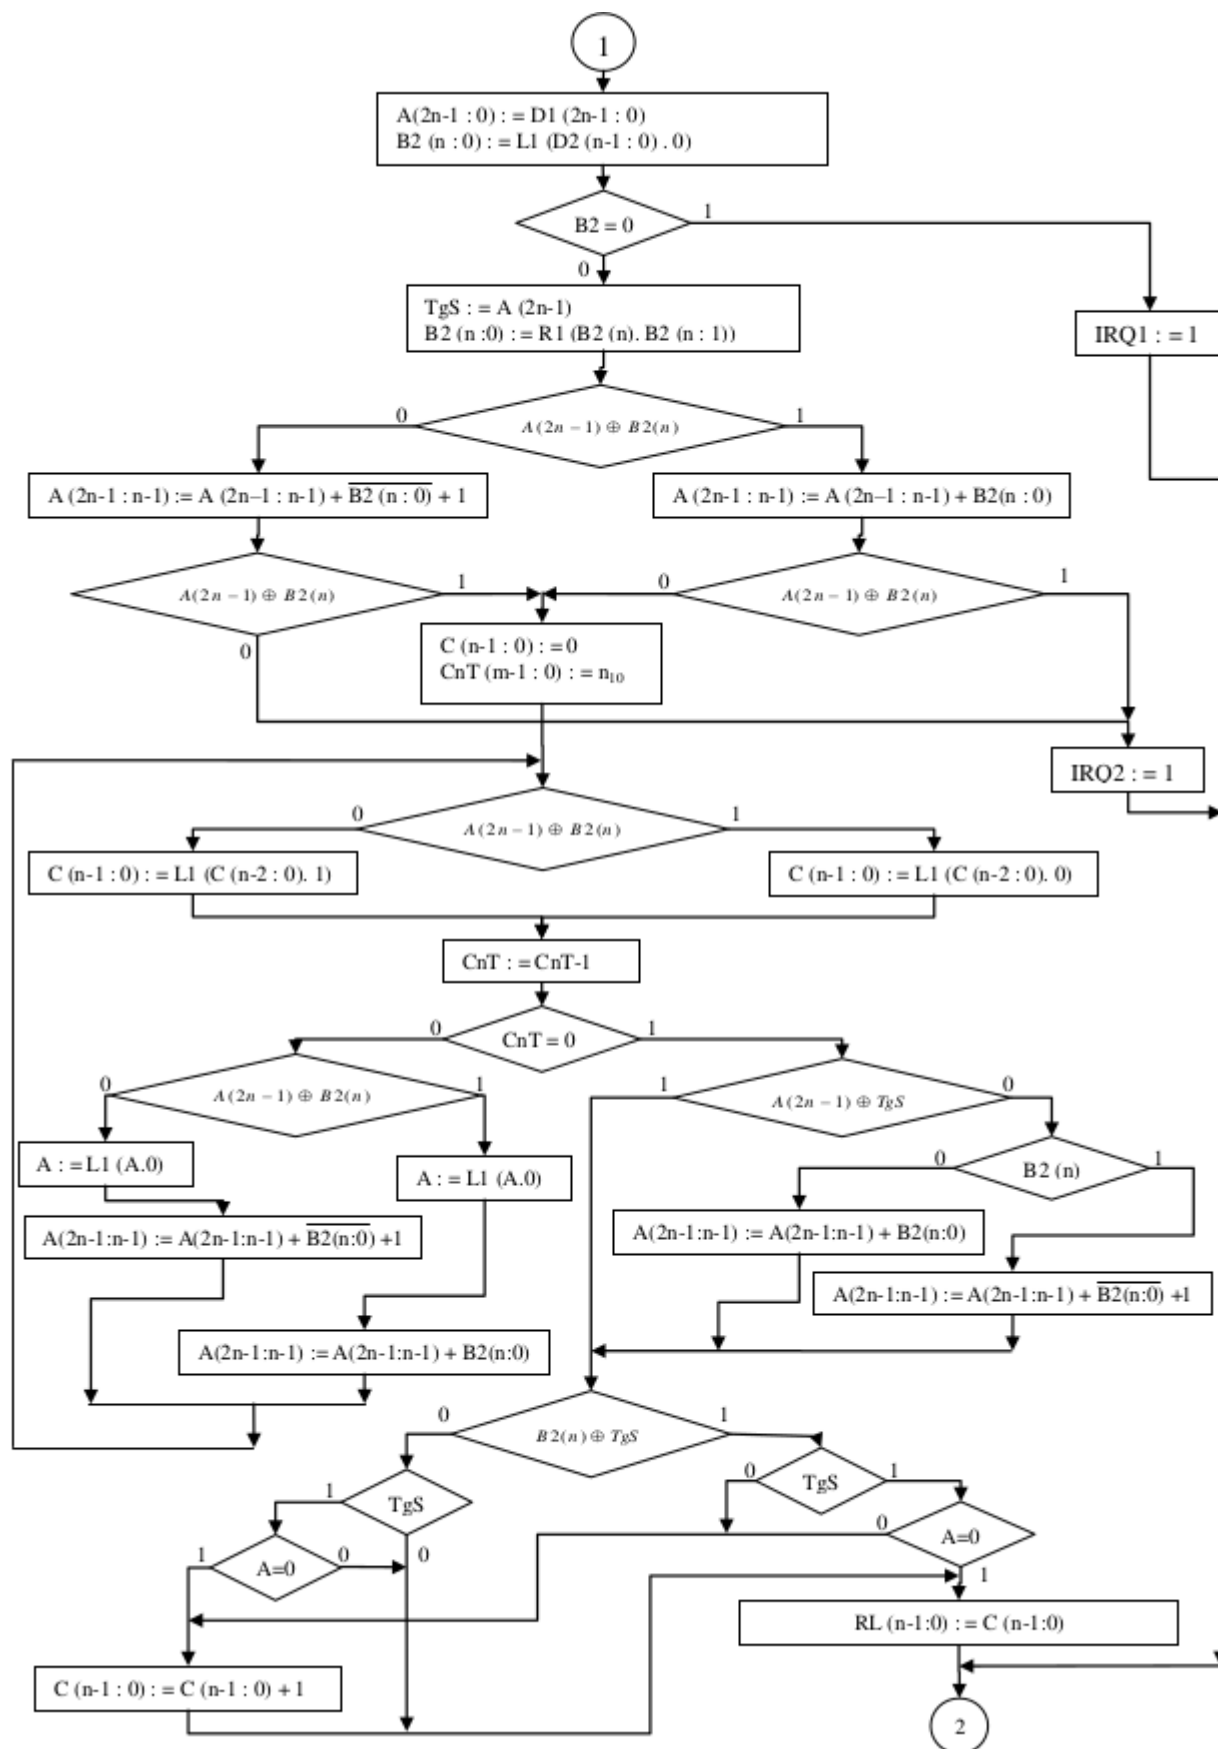 1
A(2n-1 : 0) : = D1 (2n-1 : 0)
B2 (n : 0) : = L1 (D2 (n-1 : 0) . 0)
B2 = 0
1
0
TgS : = A (2n-1)
B2 (n :0) : = R1 (B2 (n). B2 (n : 1))
IRQ1 : = 1
0
A(2n − 1) ⊕ B2(n)
1
A (2n-1 : n-1) := A (2n–1 : n-1) + B2 (n : 0) + 1
A (2n-1 : n-1) := A (2n–1 : n-1) + B2(n : 0)
A(2n − 1) ⊕ B2(n)
1
0
A(2n − 1) ⊕ B2(n)
1
0
C (n-1 : 0) : = 0
CnT (m-1 : 0) : = n₁₀
IRQ2 : = 1
0
A(2n − 1) ⊕ B2(n)
1
C (n-1 : 0) : = L1 (C (n-2 : 0). 1)
C (n-1 : 0) : = L1 (C (n-2 : 0). 0)
CnT : = CnT-1
0
CnT = 0
1
0
A(2n − 1) ⊕ B2(n)
1
1
A(2n − 1) ⊕ TgS
0
A : = L1 (A.0)
A : = L1 (A.0)
0
B2 (n)
1
A(2n-1:n-1) := A(2n-1:n-1) + B2(n:0) +1
A(2n-1:n-1) := A(2n-1:n-1) + B2(n:0)
A(2n-1:n-1) := A(2n-1:n-1) + B2(n:0) +1
A(2n-1:n-1) := A(2n-1:n-1) + B2(n:0)
0
B2(n) ⊕ TgS
1
1
TgS
0
0
TgS
1
1
A=0
0
0
A=0
1
RL (n-1:0) : = C (n-1:0)
C (n-1 : 0) : = C (n-1 : 0) + 1
2